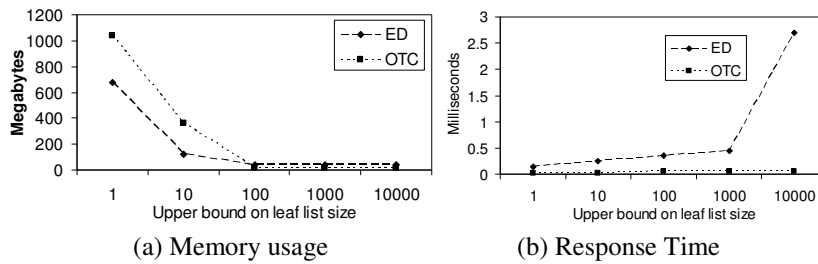 1200
1000
800
600
400
200
0
Megabytes
ED
OTC
1 10 100 1000 10000
Upper bound on leaf list size
(a) Memory usage
3
2.5
2
1.5
1
0.5
0
Milliseconds
ED
OTC
1 10 100 1000 10000
Upper bound on leaf list size
(b) Response Time